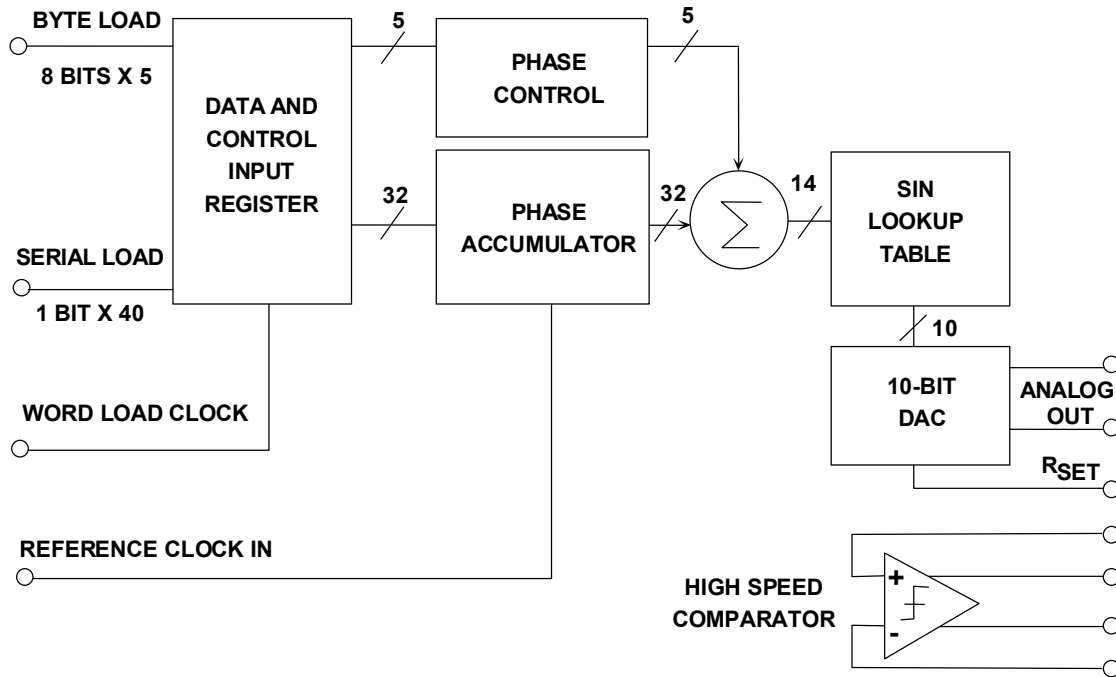 BYTE LOAD
8 BITS X 5
DATA AND
CONTROL
INPUT
REGISTER
SERIAL LOAD
1 BIT X 40
WORD LOAD CLOCK
REFERENCE CLOCK IN
5
PHASE
CONTROL
5
32
PHASE
ACCUMULATOR
32
Σ
14
SIN
LOOKUP
TABLE
10
10-BIT
DAC
ANALOG
OUT
RSET
HIGH SPEED
COMPARATOR
+
-